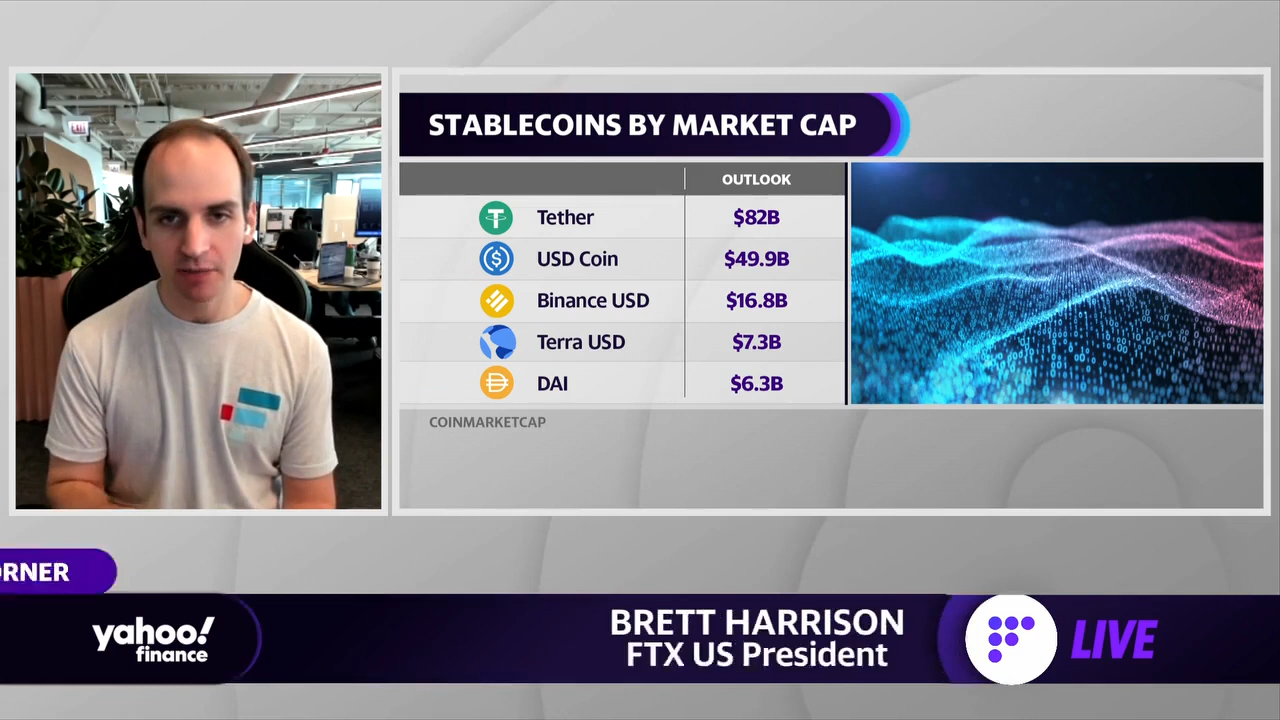 STABLECOINS BY MARKET CAP
OUTLOOK
Tether $82B
USD Coin $49.9B
Binance USD $16.8B
Terra USD $7.3B
DAI $6.3B
COINMARKETCAP
ORNER
yahoo!
finance
BRETT HARRISON
FTX US President
LIVE